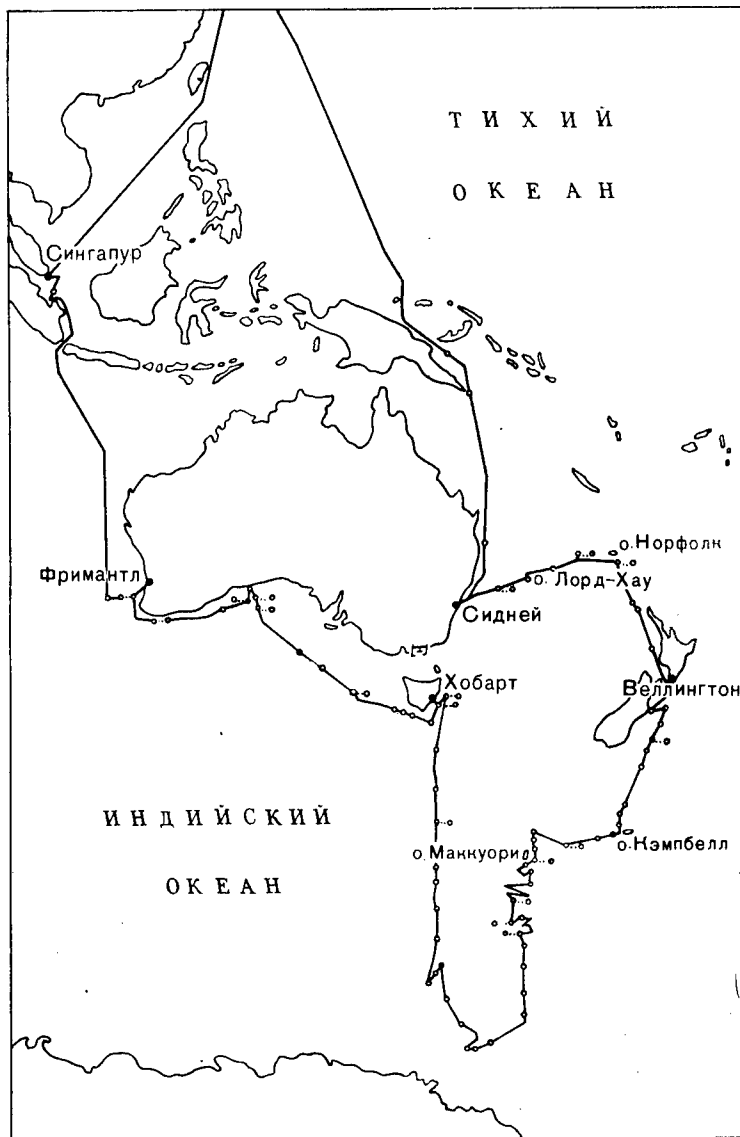 ТИХИЙ
ОКЕАН
Сингапур
о.Норфолк
Фримантл
о. Лорд-Хау
Сидней
Хобарт
Веллингтон
ИНДИЙСКИЙ
ОКЕАН
о.Маккуори
о.Кэмпбелл